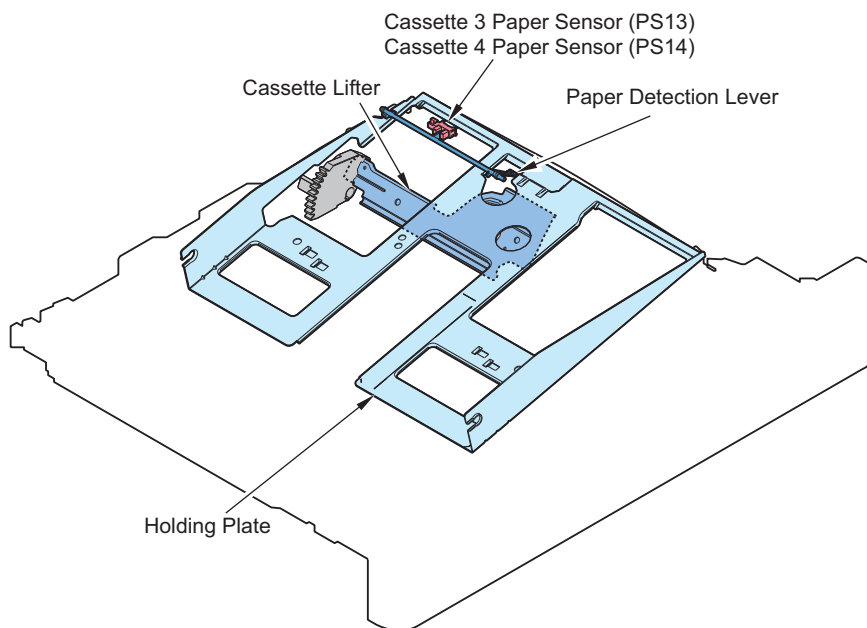 Cassette 3 Paper Sensor (PS13)
Cassette 4 Paper Sensor (PS14)
Cassette Lifter
Paper Detection Lever
Holding Plate